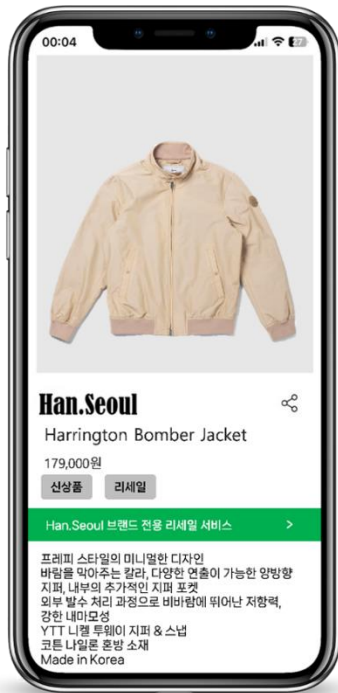 00:04
27
Han.Seoul
Harrington Bomber Jacket
179,000원
신상품 리세일
Han.Seoul 브랜드 전용 리세일 서비스 >
프레피 스타일의 미니멀한 디자인
바람을 막아주는 칼라, 다양한 연출이 가능한 양방향
지퍼, 내부의 추가적인 지퍼 포켓
외부 발수 처리 과정으로 비바람에 뛰어난 저항력,
강한 내마모성
YTT 니켈 투웨이 지퍼 & 스냅
코튼 나일론 혼방 소재
Made in Korea